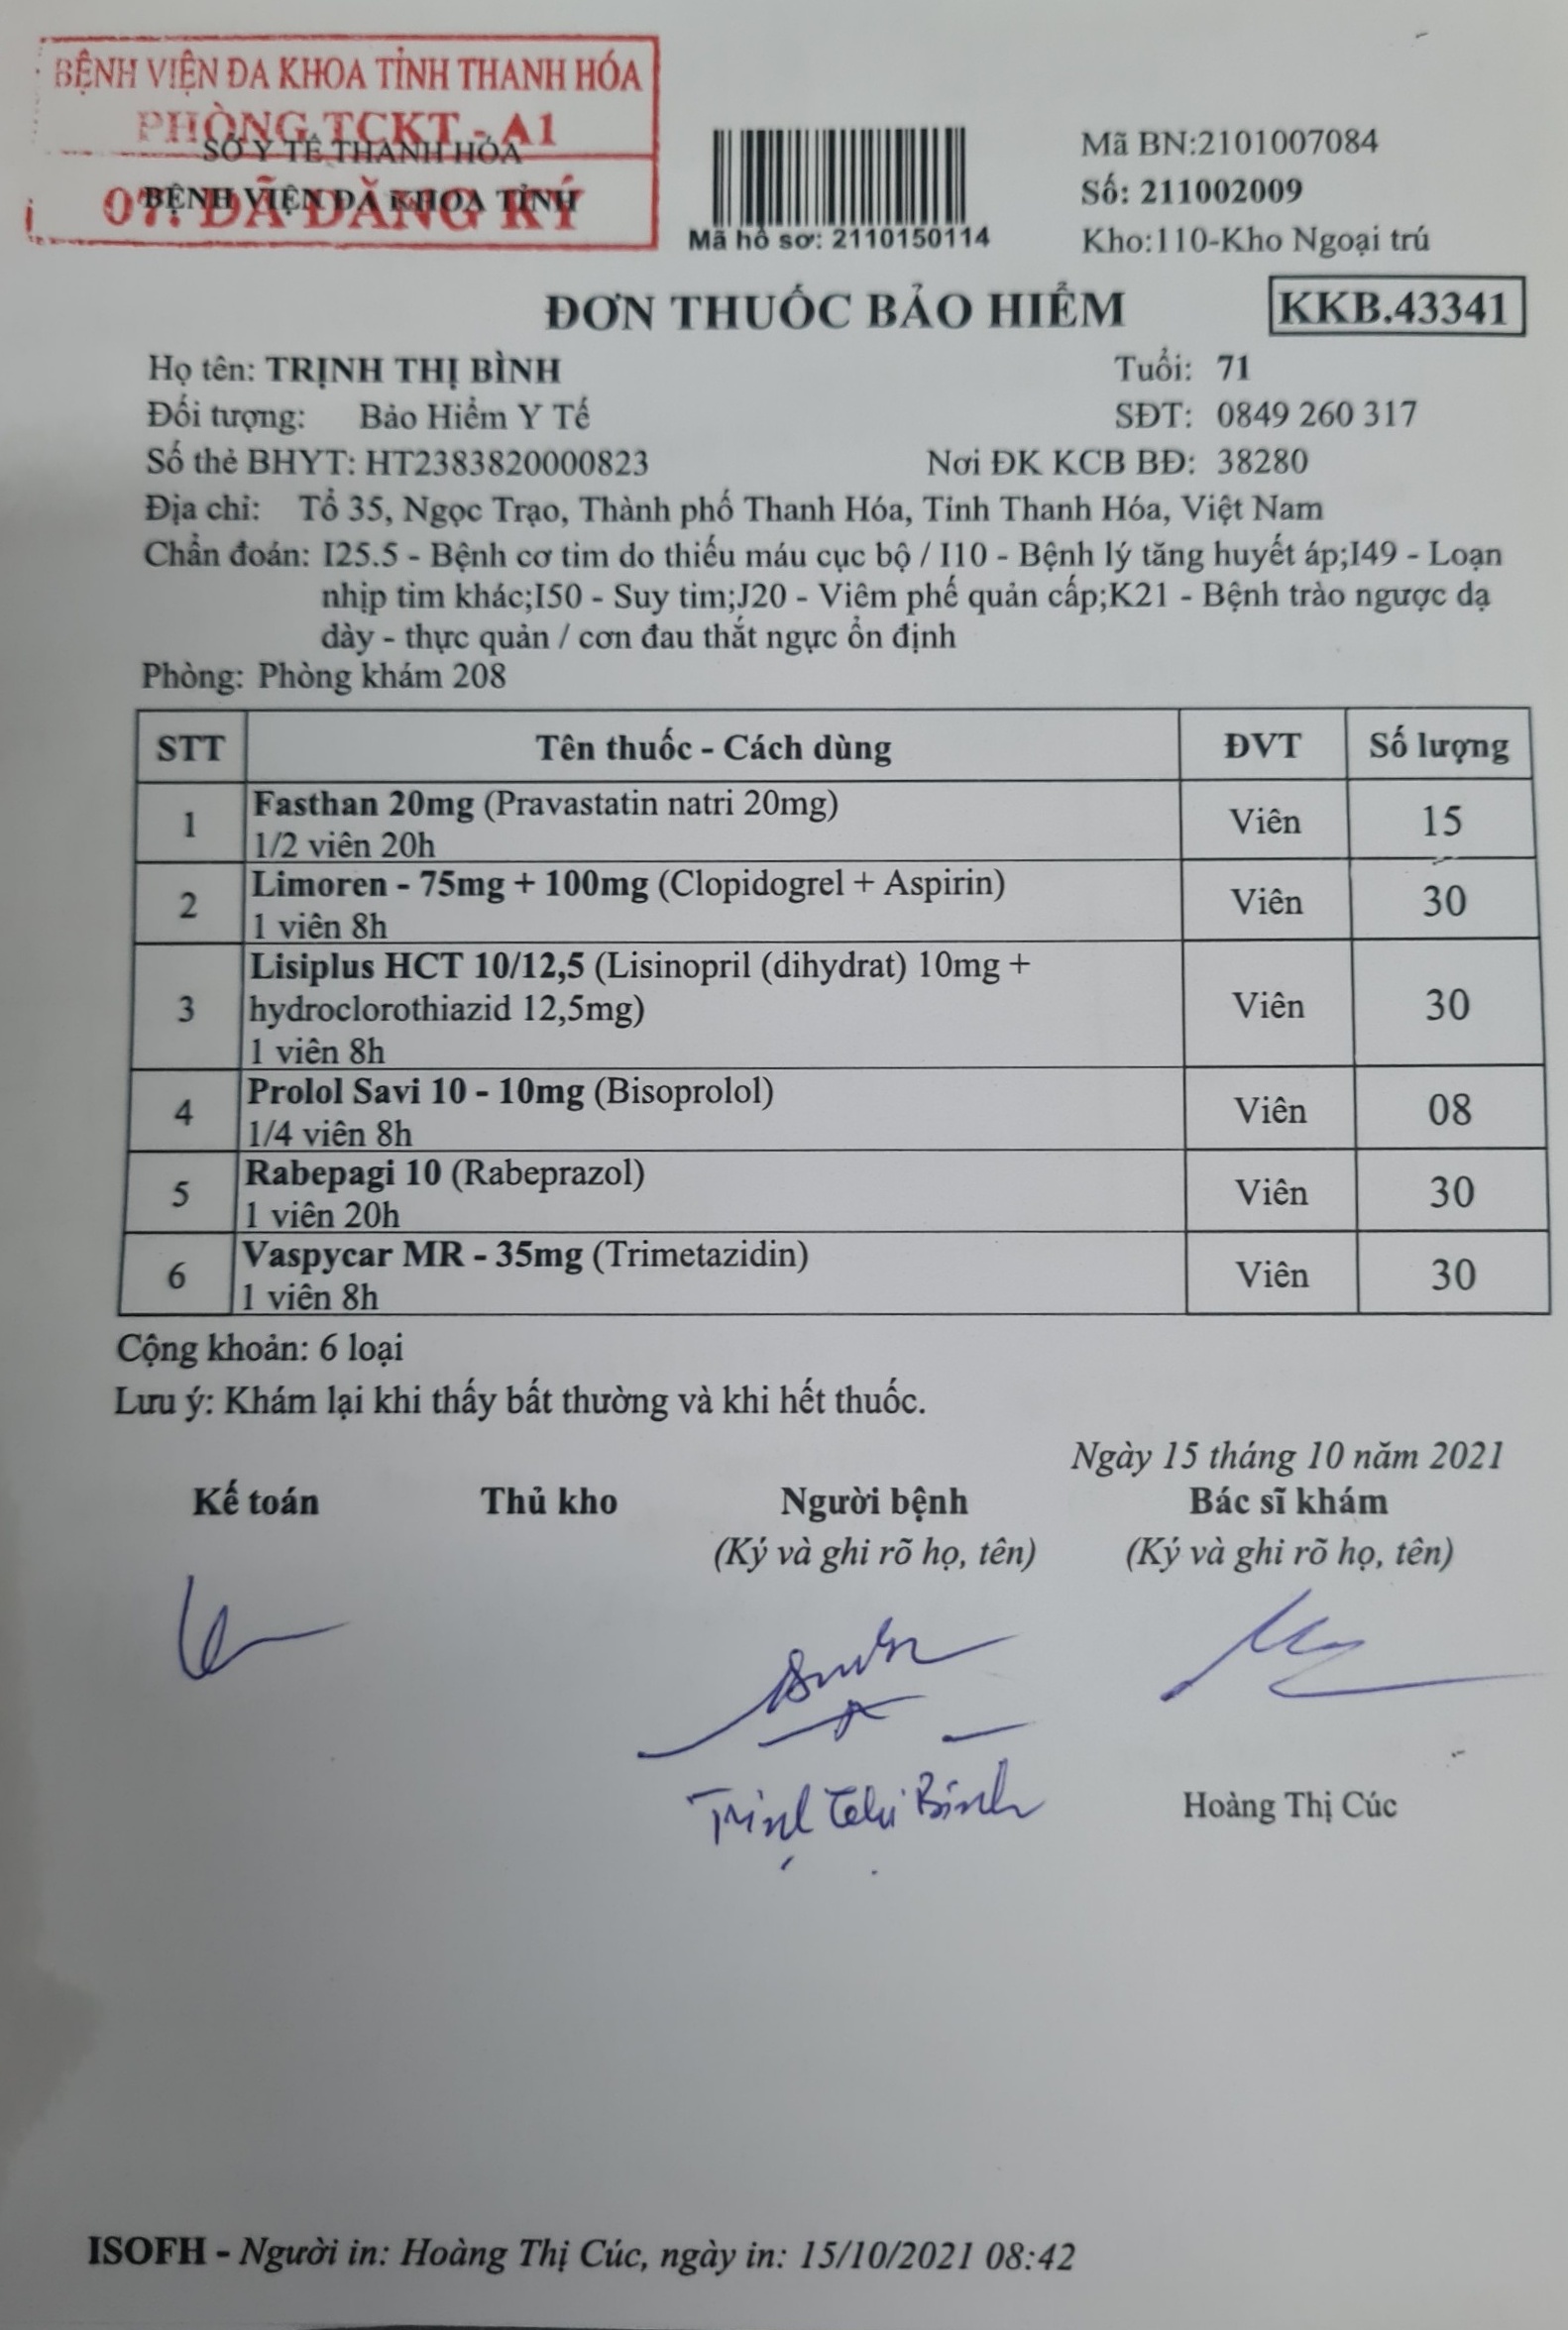 BỆNH VIỆN ĐA KHOA TỈNH THANH HÓA
PHÒNG TCKT - A1
SỞ Y TẾ THANH HÓA
07. ĐÃ ĐĂNG KÝ
BỆNH VIỆN ĐA KHOA TỈNH
Mã hồ sơ: 2110150114
Mã BN:2101007084
Số: 211002009
Kho:110-Kho Ngoại trú
ĐƠN THUỐC BẢO HIỂM
KKB.43341
Họ tên: TRỊNH THỊ BÌNH Tuổi: 71
Đối tượng: Bảo Hiểm Y Tế SĐT: 0849 260 317
Số thẻ BHYT: HT2383820000823 Nơi ĐK KCB BĐ: 38280
Địa chỉ: Tổ 35, Ngọc Trạo, Thành phố Thanh Hóa, Tỉnh Thanh Hóa, Việt Nam
Chẩn đoán: I25.5 - Bệnh cơ tim do thiếu máu cục bộ / I10 - Bệnh lý tăng huyết áp;I49 - Loạn
nhịp tim khác;I50 - Suy tim;J20 - Viêm phế quản cấp;K21 - Bệnh trào ngược dạ
dày - thực quản / cơn đau thắt ngực ổn định
Phòng: Phòng khám 208
STT Tên thuốc - Cách dùng ĐVT Số lượng
1 Fasthan 20mg (Pravastatin natri 20mg) Viên 15
1/2 viên 20h
2 Limoren - 75mg + 100mg (Clopidogrel + Aspirin) Viên 30
1 viên 8h
3 Lisiplus HCT 10/12,5 (Lisinopril (dihydrat) 10mg + Viên 30
hydroclorothiazid 12,5mg)
1 viên 8h
4 Prolol Savi 10 - 10mg (Bisoprolol) Viên 08
1/4 viên 8h
5 Rabepagi 10 (Rabeprazol) Viên 30
1 viên 20h
6 Vaspycar MR - 35mg (Trimetazidin) Viên 30
1 viên 8h
Cộng khoản: 6 loại
Lưu ý: Khám lại khi thấy bất thường và khi hết thuốc.
Ngày 15 tháng 10 năm 2021
Kế toán Thủ kho Người bệnh Bác sĩ khám
(Ký và ghi rõ họ, tên) (Ký và ghi rõ họ, tên)
Trịnh Thị Bình
Hoàng Thị Cúc
ISOFH - Người in: Hoàng Thị Cúc, ngày in: 15/10/2021 08:42